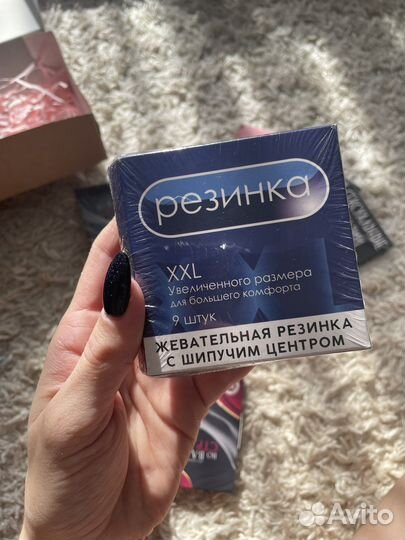 резинка
XXL
Увеличенного размера
для большего комфорта
9 штук
ЖЕВАТЕЛЬНАЯ РЕЗИНКА
С ШИПУЧИМ ЦЕНТРОМ
Avito